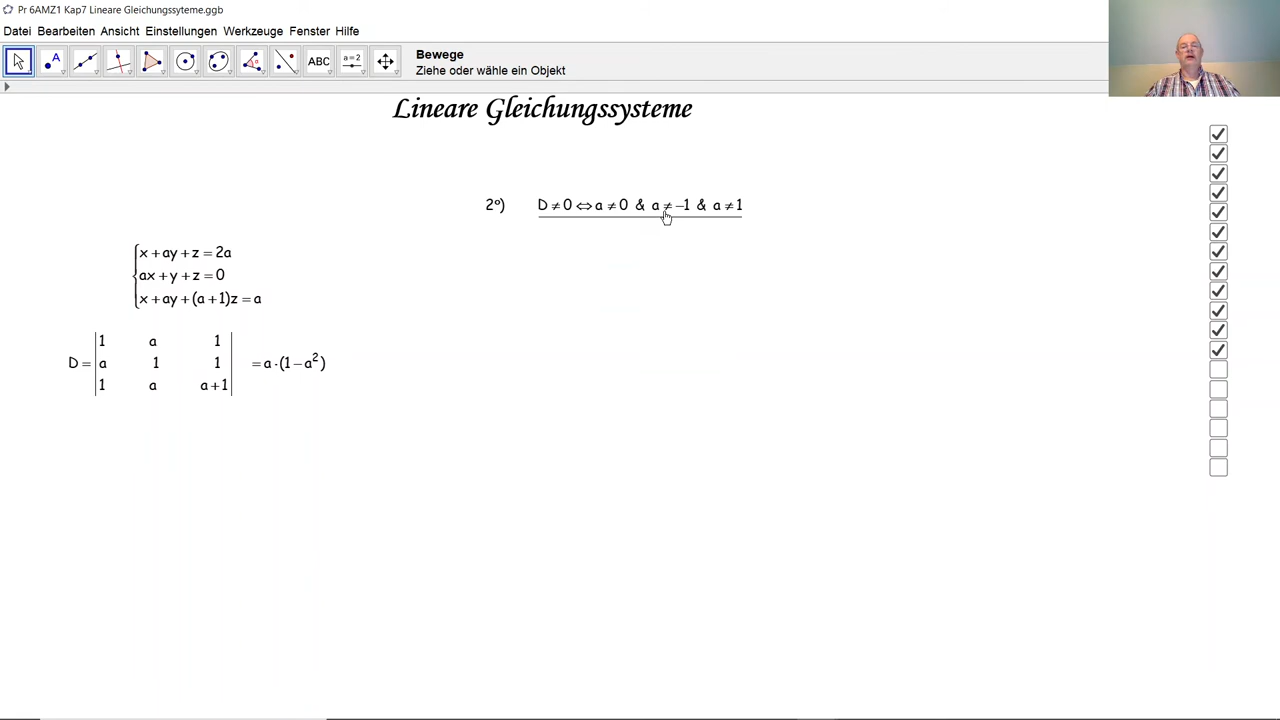 Pr 6AMZ1 Kap7 Lineare Gleichungssyteme.ggb
Datei Bearbeiten Ansicht Einstellungen Werkzeuge Fenster Hilfe
A ABC a=2 Bewege
Ziehe oder wähle ein Objekt
Lineare Gleichungssysteme
2°) D ≠ 0 ⇔ a ≠ 0 & a ≠ −1 & a ≠ 1
x + ay + z = 2a
ax + y + z = 0
x + ay + (a + 1)z = a
D = |1 a 1|
|a 1 1| = a·(1 − a²)
|1 a a + 1|